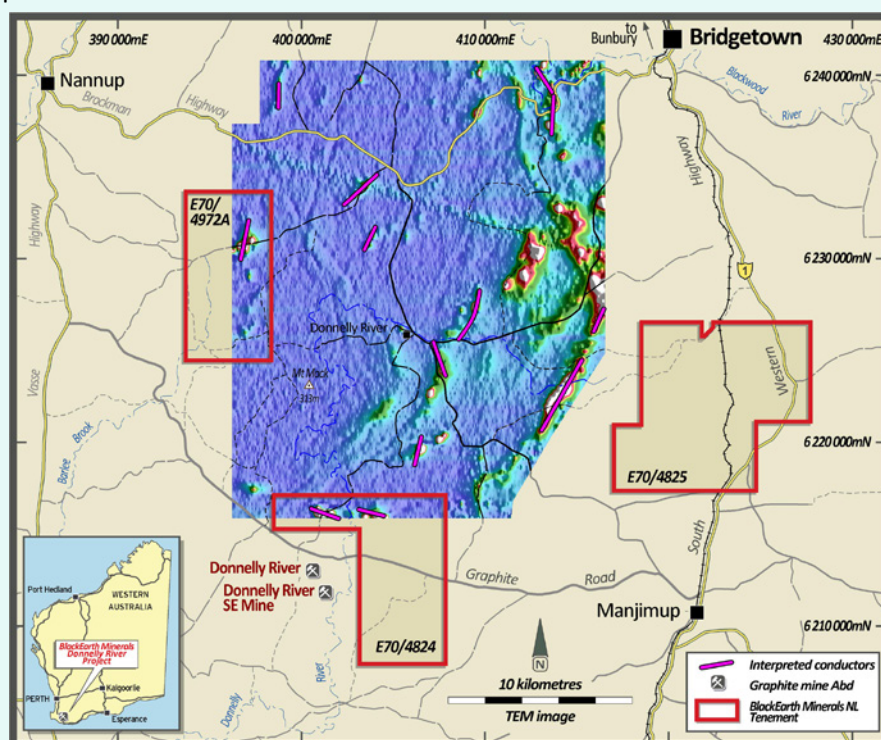 390 000mE
400 000mE
410 000mE
to
Bunbury
Bridgetown
430 000mE
Nannup
Brockman
Highway
Blackwood
River
6 240 000mN
Highway
E70/
4972A
Highway
6 230 000mN
1
Donnelly River
Mt Mack
313m
Vasse
Western
Barlee
Brook
6 220 000mN
E70/4825
South
Donnelly River
Donnelly River
SE Mine
Graphite
Road
Manjimup
6 210 000mN
E70/4824
River
Donnelly
N
10 kilometres
TEM image
Port Hedland
WESTERN
AUSTRALIA
BlackEarth Minerals
Donnelly River
Project
PERTH
Kalgoorlie
Esperance
Interpreted conductors
Graphite mine Abd
BlackEarth Minerals NL
Tenement